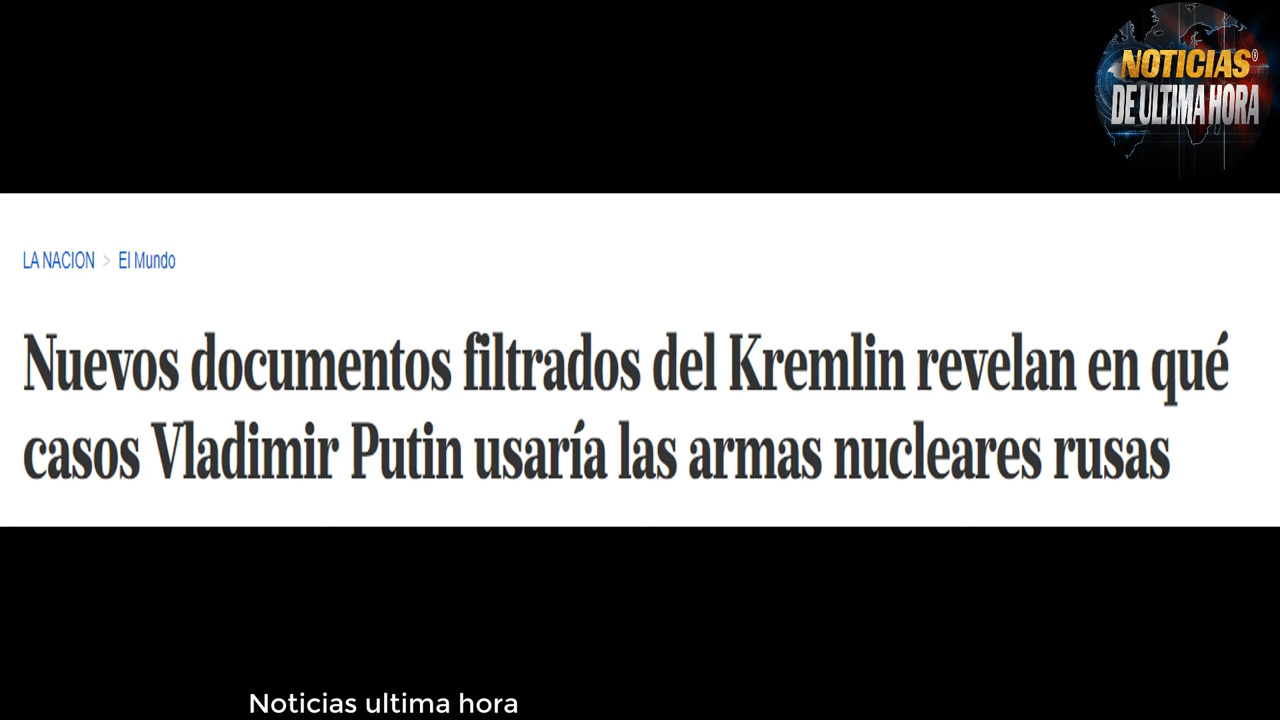 NOTICIAS
DE ULTIMA HORA
LA NACION > El Mundo
Nuevos documentos filtrados del Kremlin revelan en qué
casos Vladimir Putin usaría las armas nucleares rusas
Noticias ultima hora